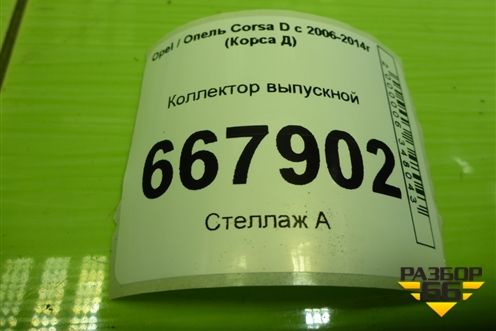 Opel / Опель Corsa D с 2006-2014г
(Корса Д)
Коллектор выпускной
667902
Стеллаж А
РАЗБОР
66